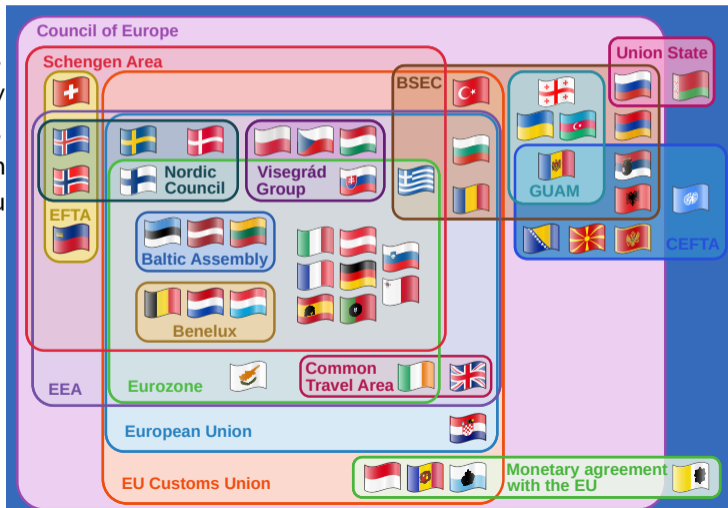 Council of Europe
Schengen Area
Union State
BSEC
Nordic
Council
Visegrád
Group
GUAM
EFTA
CEFTA
Baltic Assembly
Benelux
Common
Travel Area
EEA
Eurozone
European Union
EU Customs Union
Monetary agreement
with the EU